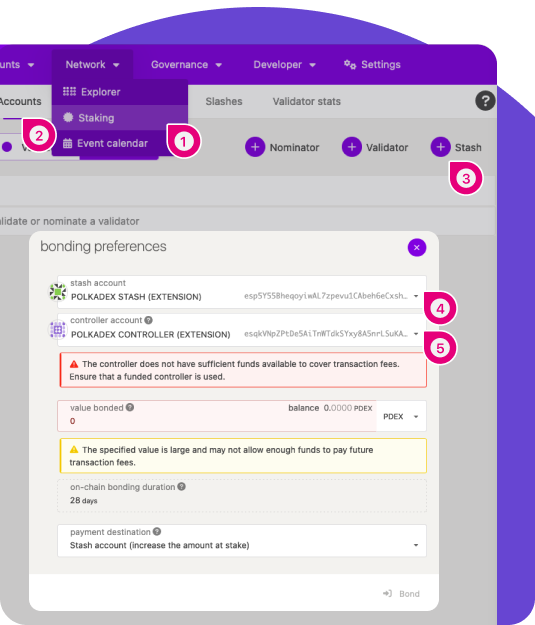 unts Network Governance Developer Settings
Explorer
Accounts Slashes Validator stats ?
Staking
2 V
Event calendar 1 + Nominator + Validator + Stash
3
lidate or nominate a validator
bonding preferences ×
stash account
POLKADEX STASH (EXTENSION) esp5YS5BheqoyiwAL7zpevu1CAbeh6eCxsh…
4
controller account ?
POLKADEX CONTROLLER (EXTENSION) esqkVNpZPtDe5AiTnWTdkSYxy8A5nrLSuKA…
5
The controller does not have sufficient funds available to cover transaction fees.
Ensure that a funded controller is used.
value bonded ? balance 0.0000 PDEX
0 PDEX
The specified value is large and may not allow enough funds to pay future
transaction fees.
on-chain bonding duration ?
28 days
payment destination ?
Stash account (increase the amount at stake)
Bond